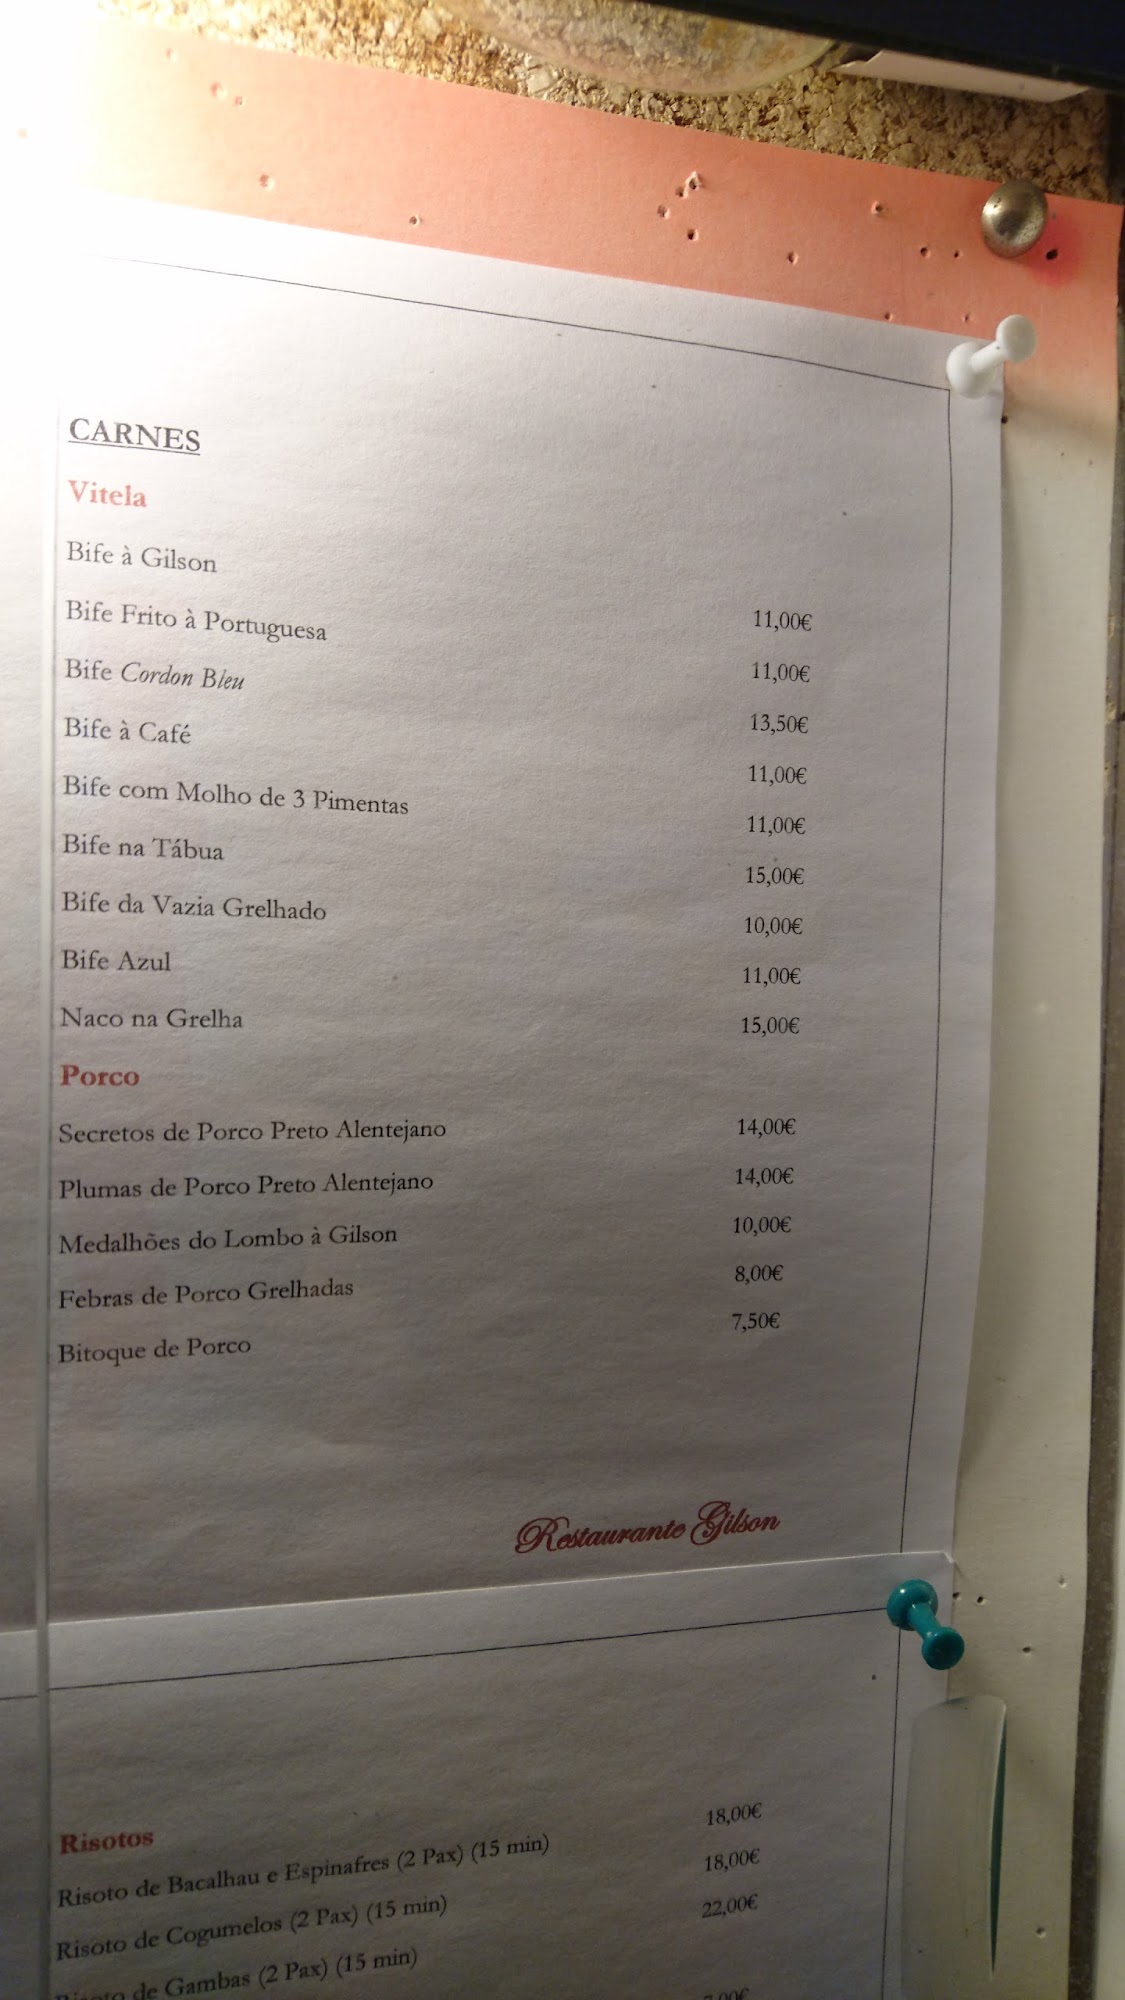 CARNES
Vitela
Bife à Gilson 11,00€
Bife Frito à Portuguesa 11,00€
Bife Cordon Bleu 13,50€
Bife à Café 11,00€
Bife com Molho de 3 Pimentas 11,00€
Bife na Tábua 15,00€
Bife da Vazia Grelhado 10,00€
Bife Azul 11,00€
Naco na Grelha 15,00€
Porco
Secretos de Porco Preto Alentejano 14,00€
Plumas de Porco Preto Alentejano 14,00€
Medalhões do Lombo à Gilson 10,00€
Febras de Porco Grelhadas 8,00€
Bitoque de Porco 7,50€
Restaurante Gilson
Risotos
Risoto de Bacalhau e Espinafres (2 Pax) (15 min) 18,00€
Risoto de Cogumelos (2 Pax) (15 min) 18,00€
Risoto de Gambas (2 Pax) (15 min) 22,00€